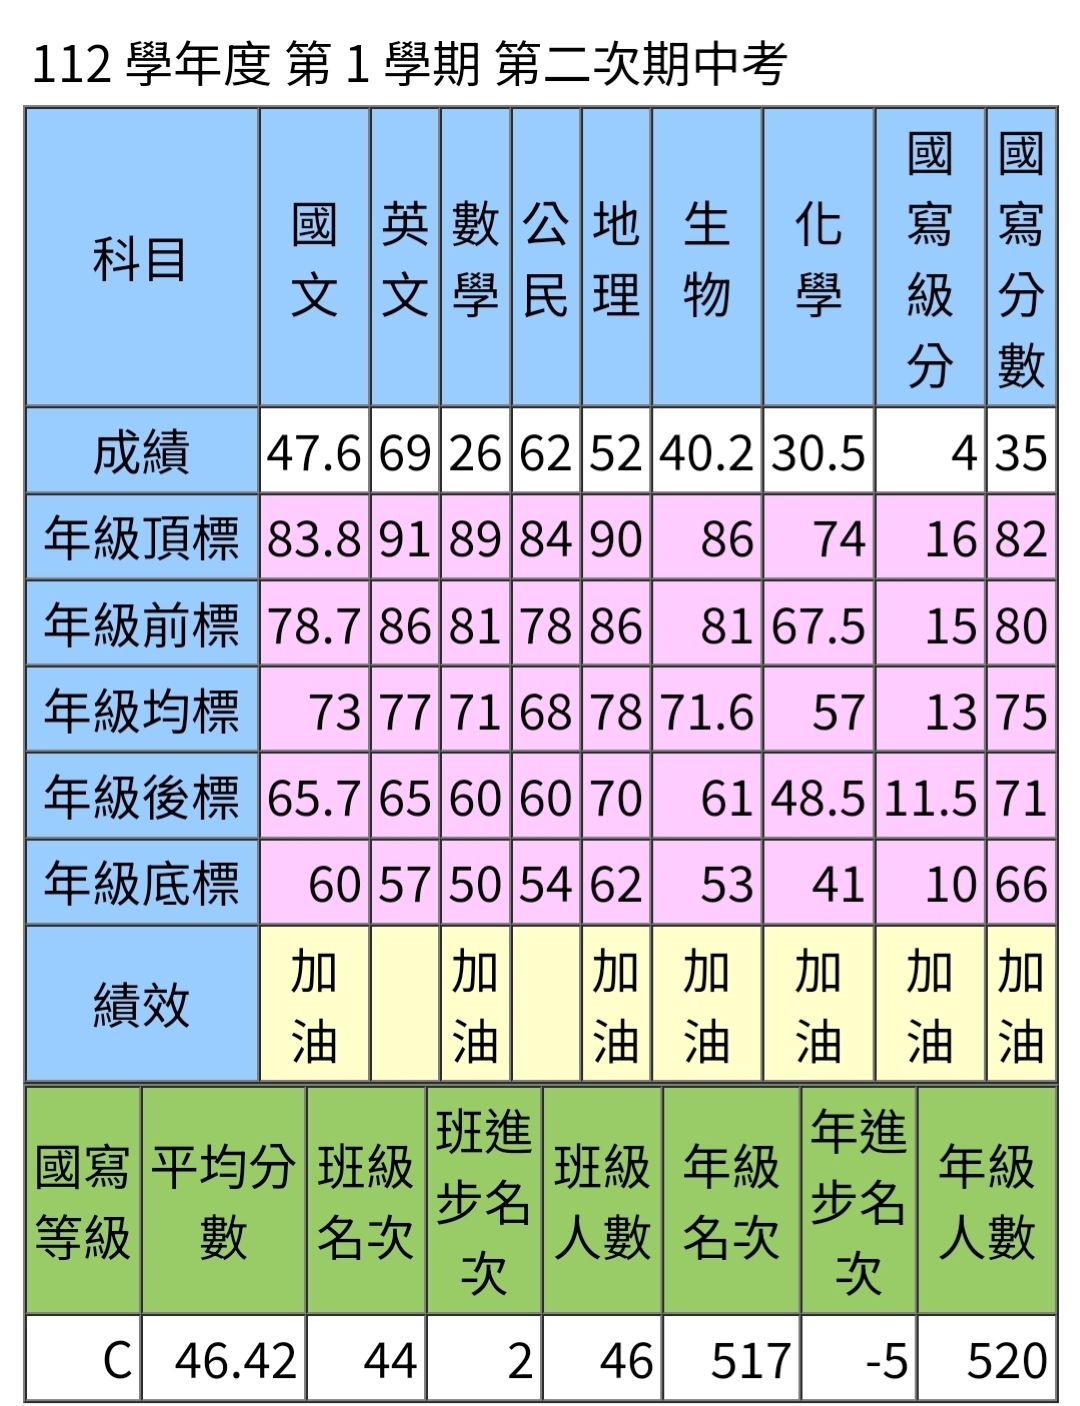 112 學年度 第 1 學期 第二次期中考
科目 國文 英文 數學 公民 地理 生物 化學 國寫級分 國寫分數
成績 47.6 69 26 62 52 40.2 30.5 4 35
年級頂標 83.8 91 89 84 90 86 74 16 82
年級前標 78.7 86 81 78 86 81 67.5 15 80
年級均標 73 77 71 68 78 71.6 57 13 75
年級後標 65.7 65 60 60 70 61 48.5 11.5 71
年級底標 60 57 50 54 62 53 41 10 66
績效 加油 加油 加油 加油 加油 加油 加油
國寫等級 平均分數 班級名次 班進步名次 班級人數 年級名次 年進步名次 年級人數
C 46.42 44 2 46 517 -5 520